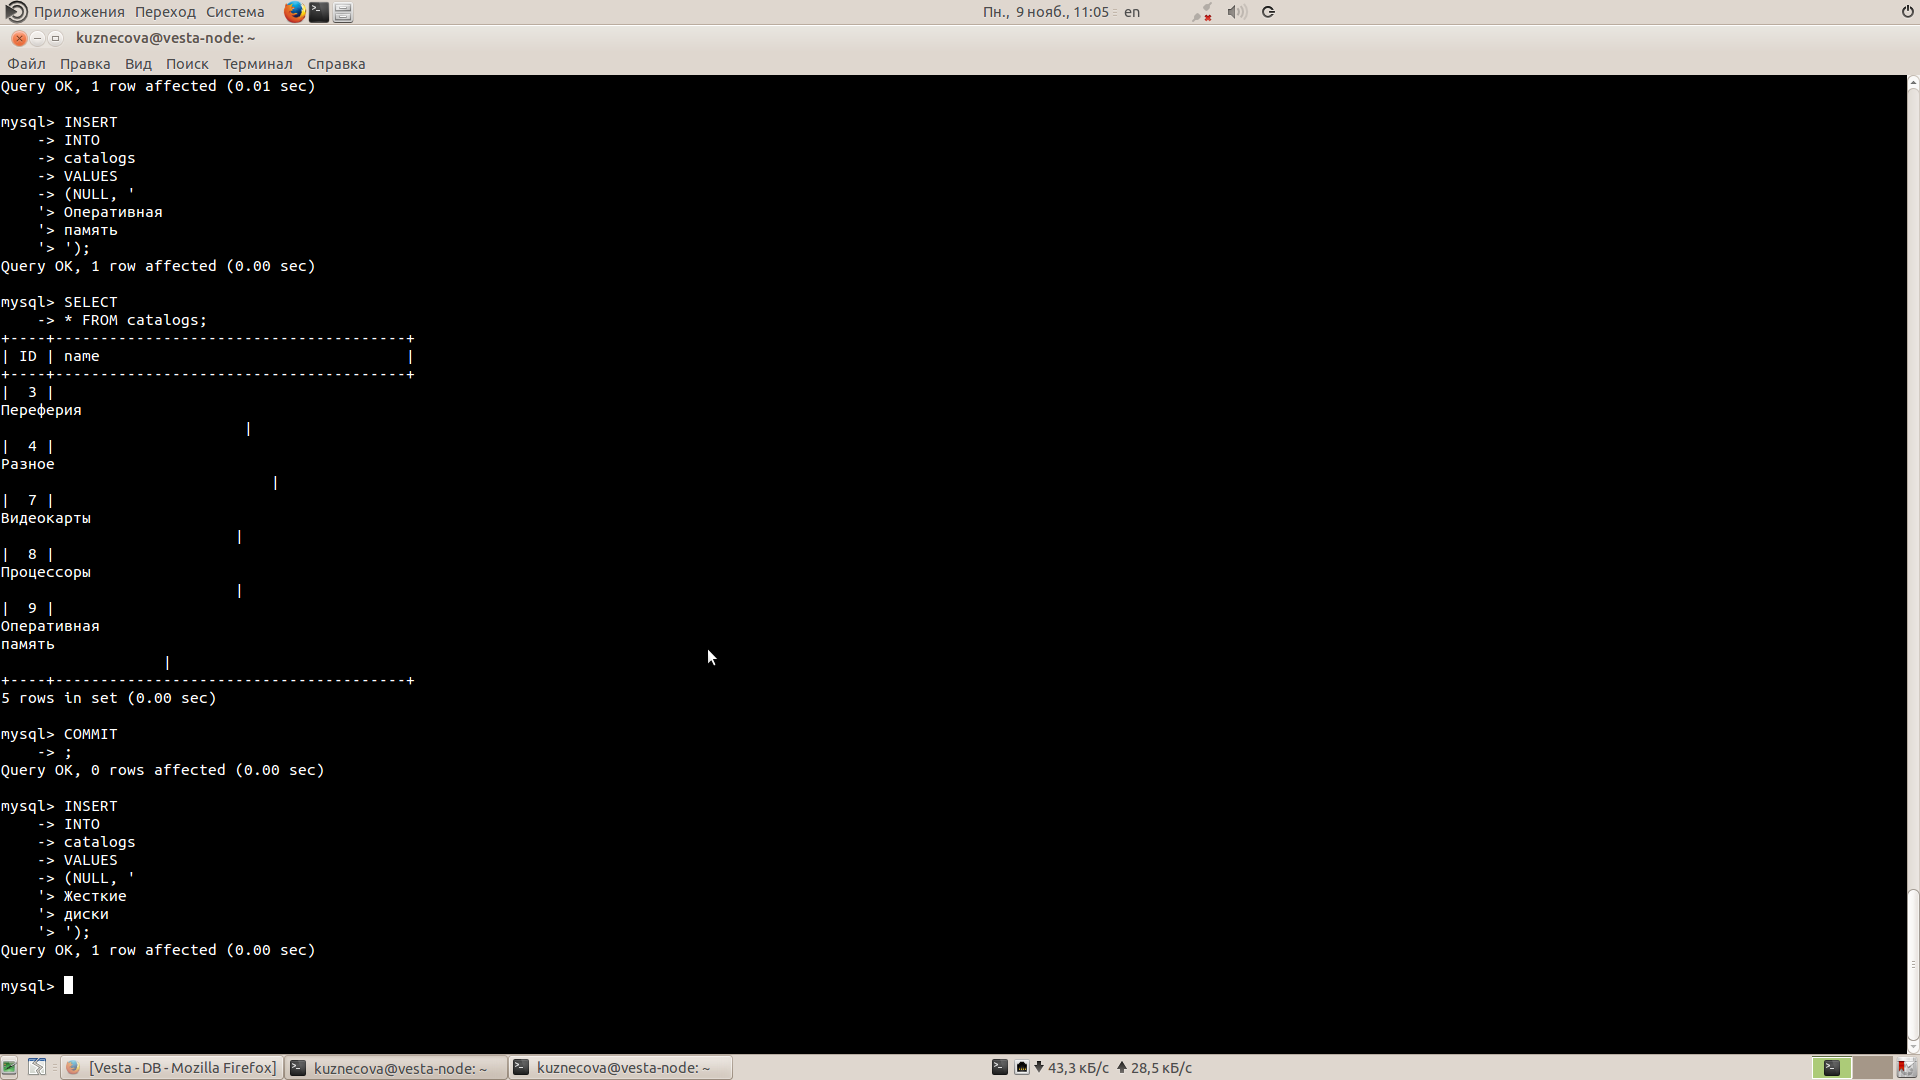 Приложения Переход Система Пн., 9 нояб., 11:05 en
kuznecova@vesta-node: ~
Файл Правка Вид Поиск Терминал Справка
Query OK, 1 row affected (0.01 sec)
mysql> INSERT
    -> INTO
    -> catalogs
    -> VALUES
    -> (NULL, '
    '> Оперативная
    '> память
    '> ');
Query OK, 1 row affected (0.00 sec)
mysql> SELECT
    -> * FROM catalogs;
+----+---------------------------------------+
| ID | name                                  |
+----+---------------------------------------+
|  3 |
Переферия
                           |
|  4 |
Разное
                              |
|  7 |
Видеокарты
                          |
|  8 |
Процессоры
                          |
|  9 |
Оперативная
память
                  |
+----+---------------------------------------+
5 rows in set (0.00 sec)
mysql> COMMIT
    -> ;
Query OK, 0 rows affected (0.00 sec)
mysql> INSERT
    -> INTO
    -> catalogs
    -> VALUES
    -> (NULL, '
    '> Жесткие
    '> диски
    '> ');
Query OK, 1 row affected (0.00 sec)
mysql>
[Vesta - DB - Mozilla Firefox] kuznecova@vesta-node: ~ kuznecova@vesta-node: ~ 43,3 кБ/с 28,5 кБ/с